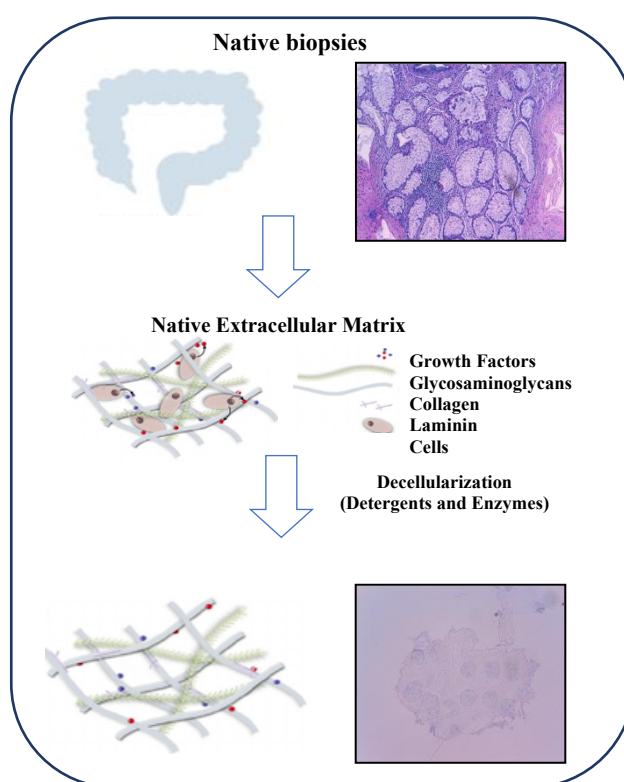 Native biopsies
Native Extracellular Matrix
Growth Factors
Glycosaminoglycans
Collagen
Laminin
Cells
Decellularization
(Detergents and Enzymes)